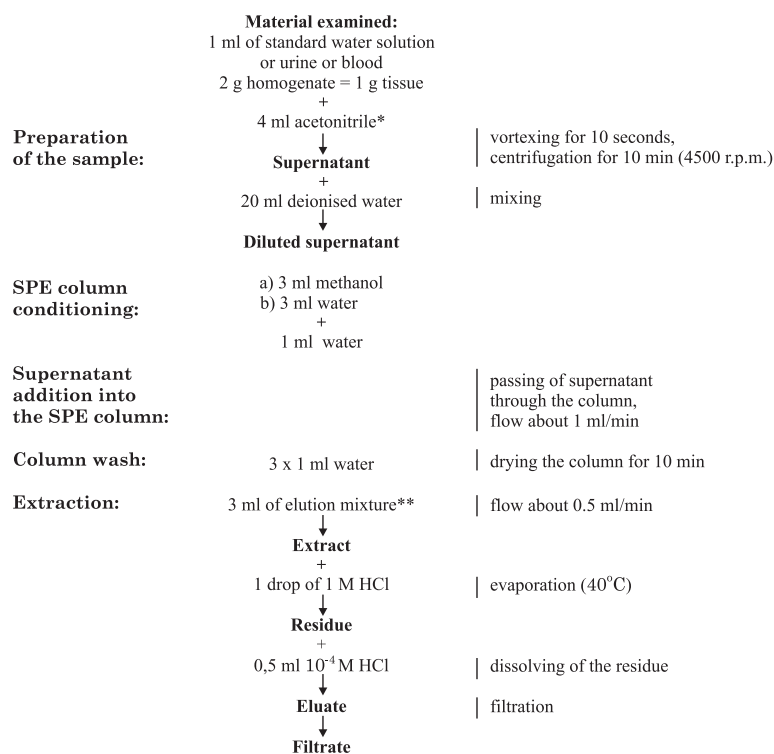 Material examined:
1 ml of standard water solution
or urine or blood
2 g homogenate = 1 g tissue
+
4 ml acetonitrile*
Preparation
of the sample:
vortexing for 10 seconds,
centrifugation for 10 min (4500 r.p.m.)
Supernatant
+
20 ml deionised water
mixing
Diluted supernatant
SPE column
conditioning:
a) 3 ml methanol
b) 3 ml water
+
1 ml water
Supernatant
addition into
the SPE column:
passing of supernatant
through the column,
flow about 1 ml/min
Column wash:
3 x 1 ml water
drying the column for 10 min
Extraction:
3 ml of elution mixture**
flow about 0.5 ml/min
Extract
+
1 drop of 1 M HCl
evaporation (40°C)
Residue
+
0,5 ml 10⁻⁴ M HCl
dissolving of the residue
Eluate
filtration
Filtrate